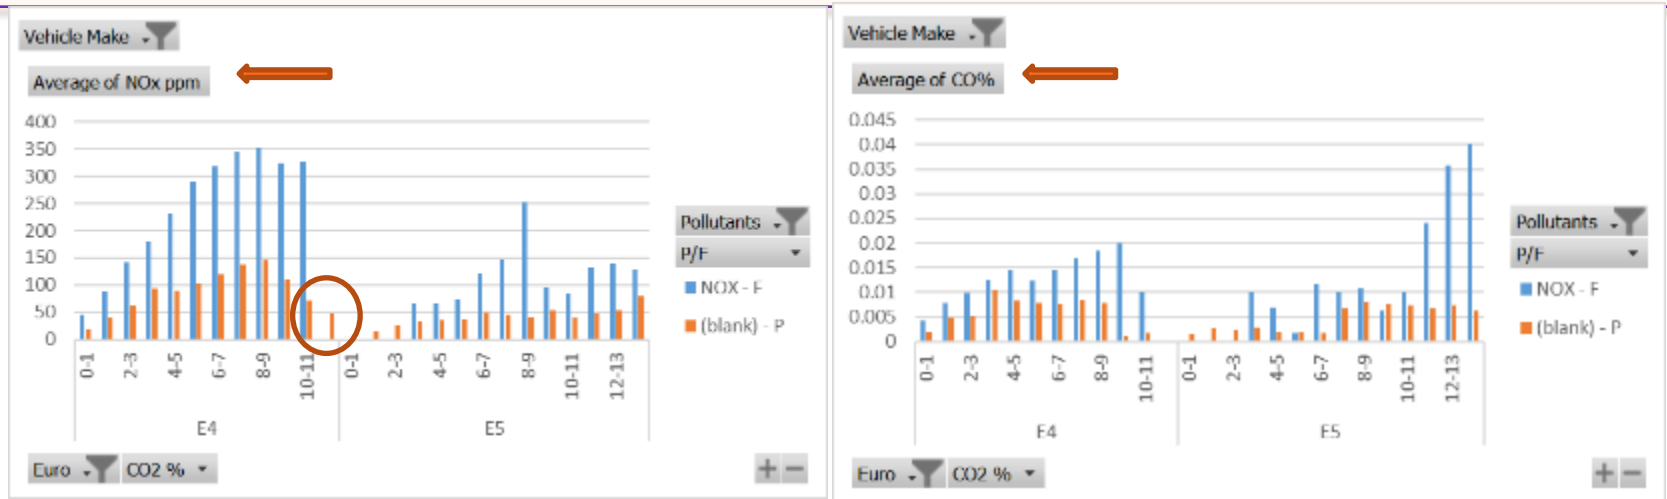 Vehicle Make
Average of NOx ppm
400
350
300
250
200
150
100
50
0
0-1
2-3
4-5
6-7
8-9
10-11
0-1
2-3
4-5
6-7
8-9
10-11
12-13
E4
E5
Pollutants
P/F
NOX - F
(blank) - P
Euro
CO2 %
Vehicle Make
Average of CO%
0.045
0.04
0.035
0.03
0.025
0.02
0.015
0.01
0.005
0
0-1
2-3
4-5
6-7
8-9
10-11
0-1
2-3
4-5
6-7
8-9
10-11
12-13
E4
E5
Pollutants
P/F
NOX - F
(blank) - P
Euro
CO2 %